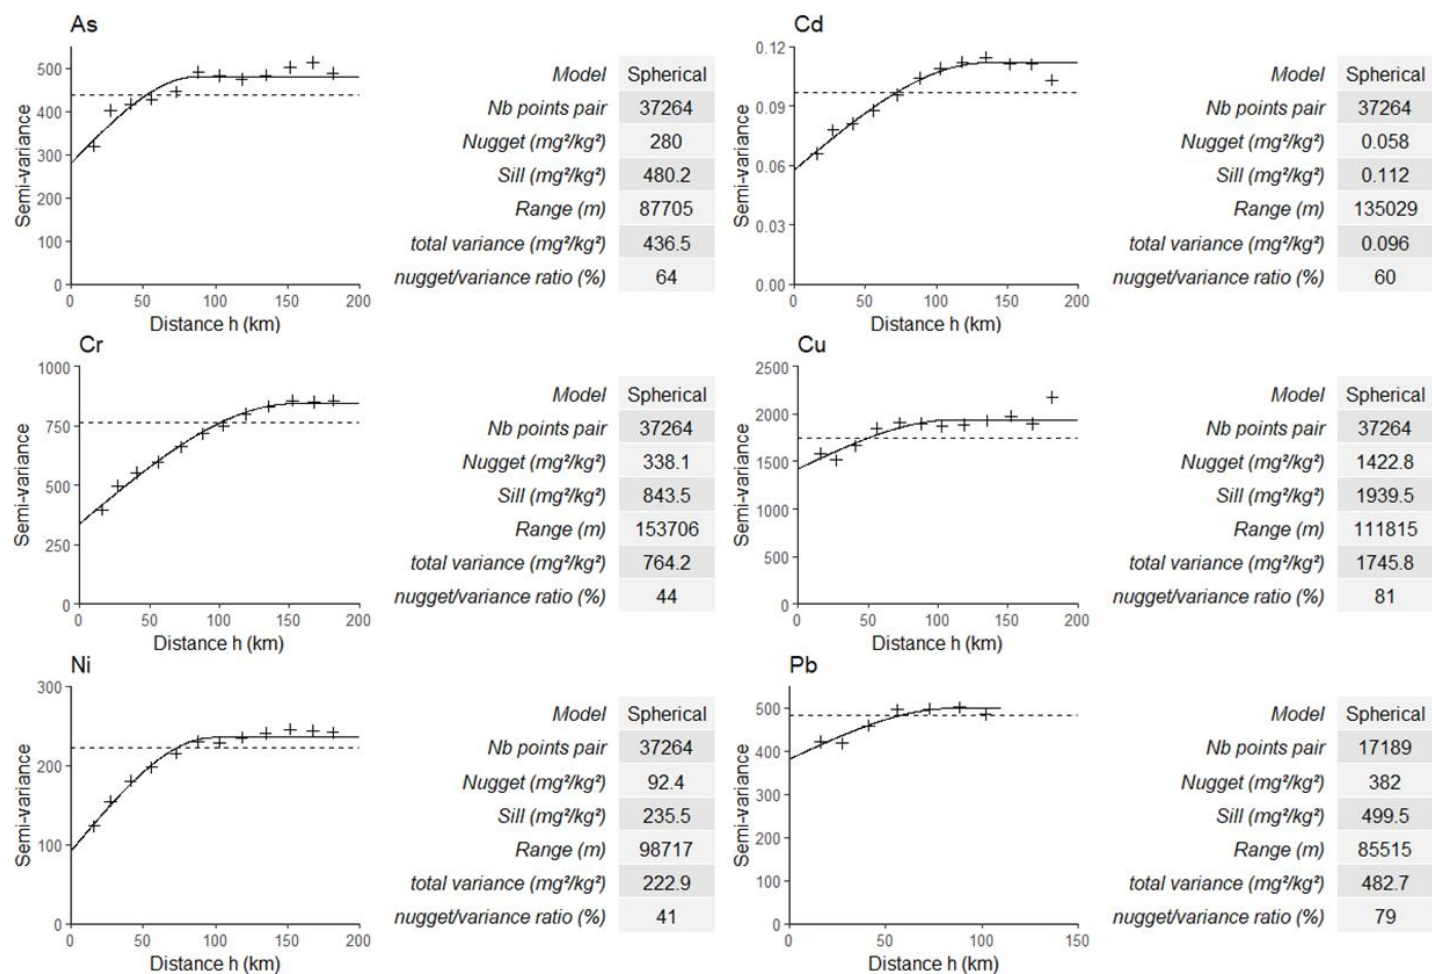 As
Semi-variance
500
400
300
200
100
0
0 50 100 150 200
Distance h (km)
Model Spherical
Nb points pair 37264
Nugget (mg²/kg²) 280
Sill (mg²/kg²) 480.2
Range (m) 87705
total variance (mg²/kg²) 436.5
nugget/variance ratio (%) 64
Cd
Semi-variance
0.12
0.09
0.06
0.03
0.00
0 50 100 150 200
Distance h (km)
Model Spherical
Nb points pair 37264
Nugget (mg²/kg²) 0.058
Sill (mg²/kg²) 0.112
Range (m) 135029
total variance (mg²/kg²) 0.096
nugget/variance ratio (%) 60
Cr
Semi-variance
1000
750
500
250
0
0 50 100 150 200
Distance h (km)
Model Spherical
Nb points pair 37264
Nugget (mg²/kg²) 338.1
Sill (mg²/kg²) 843.5
Range (m) 153706
total variance (mg²/kg²) 764.2
nugget/variance ratio (%) 44
Cu
Semi-variance
2500
2000
1500
1000
500
0
0 50 100 150 200
Distance h (km)
Model Spherical
Nb points pair 37264
Nugget (mg²/kg²) 1422.8
Sill (mg²/kg²) 1939.5
Range (m) 111815
total variance (mg²/kg²) 1745.8
nugget/variance ratio (%) 81
Ni
Semi-variance
300
200
100
0
0 50 100 150 200
Distance h (km)
Model Spherical
Nb points pair 37264
Nugget (mg²/kg²) 92.4
Sill (mg²/kg²) 235.5
Range (m) 98717
total variance (mg²/kg²) 222.9
nugget/variance ratio (%) 41
Pb
Semi-variance
500
400
300
200
100
0
0 50 100 150
Distance h (km)
Model Spherical
Nb points pair 17189
Nugget (mg²/kg²) 382
Sill (mg²/kg²) 499.5
Range (m) 85515
total variance (mg²/kg²) 482.7
nugget/variance ratio (%) 79